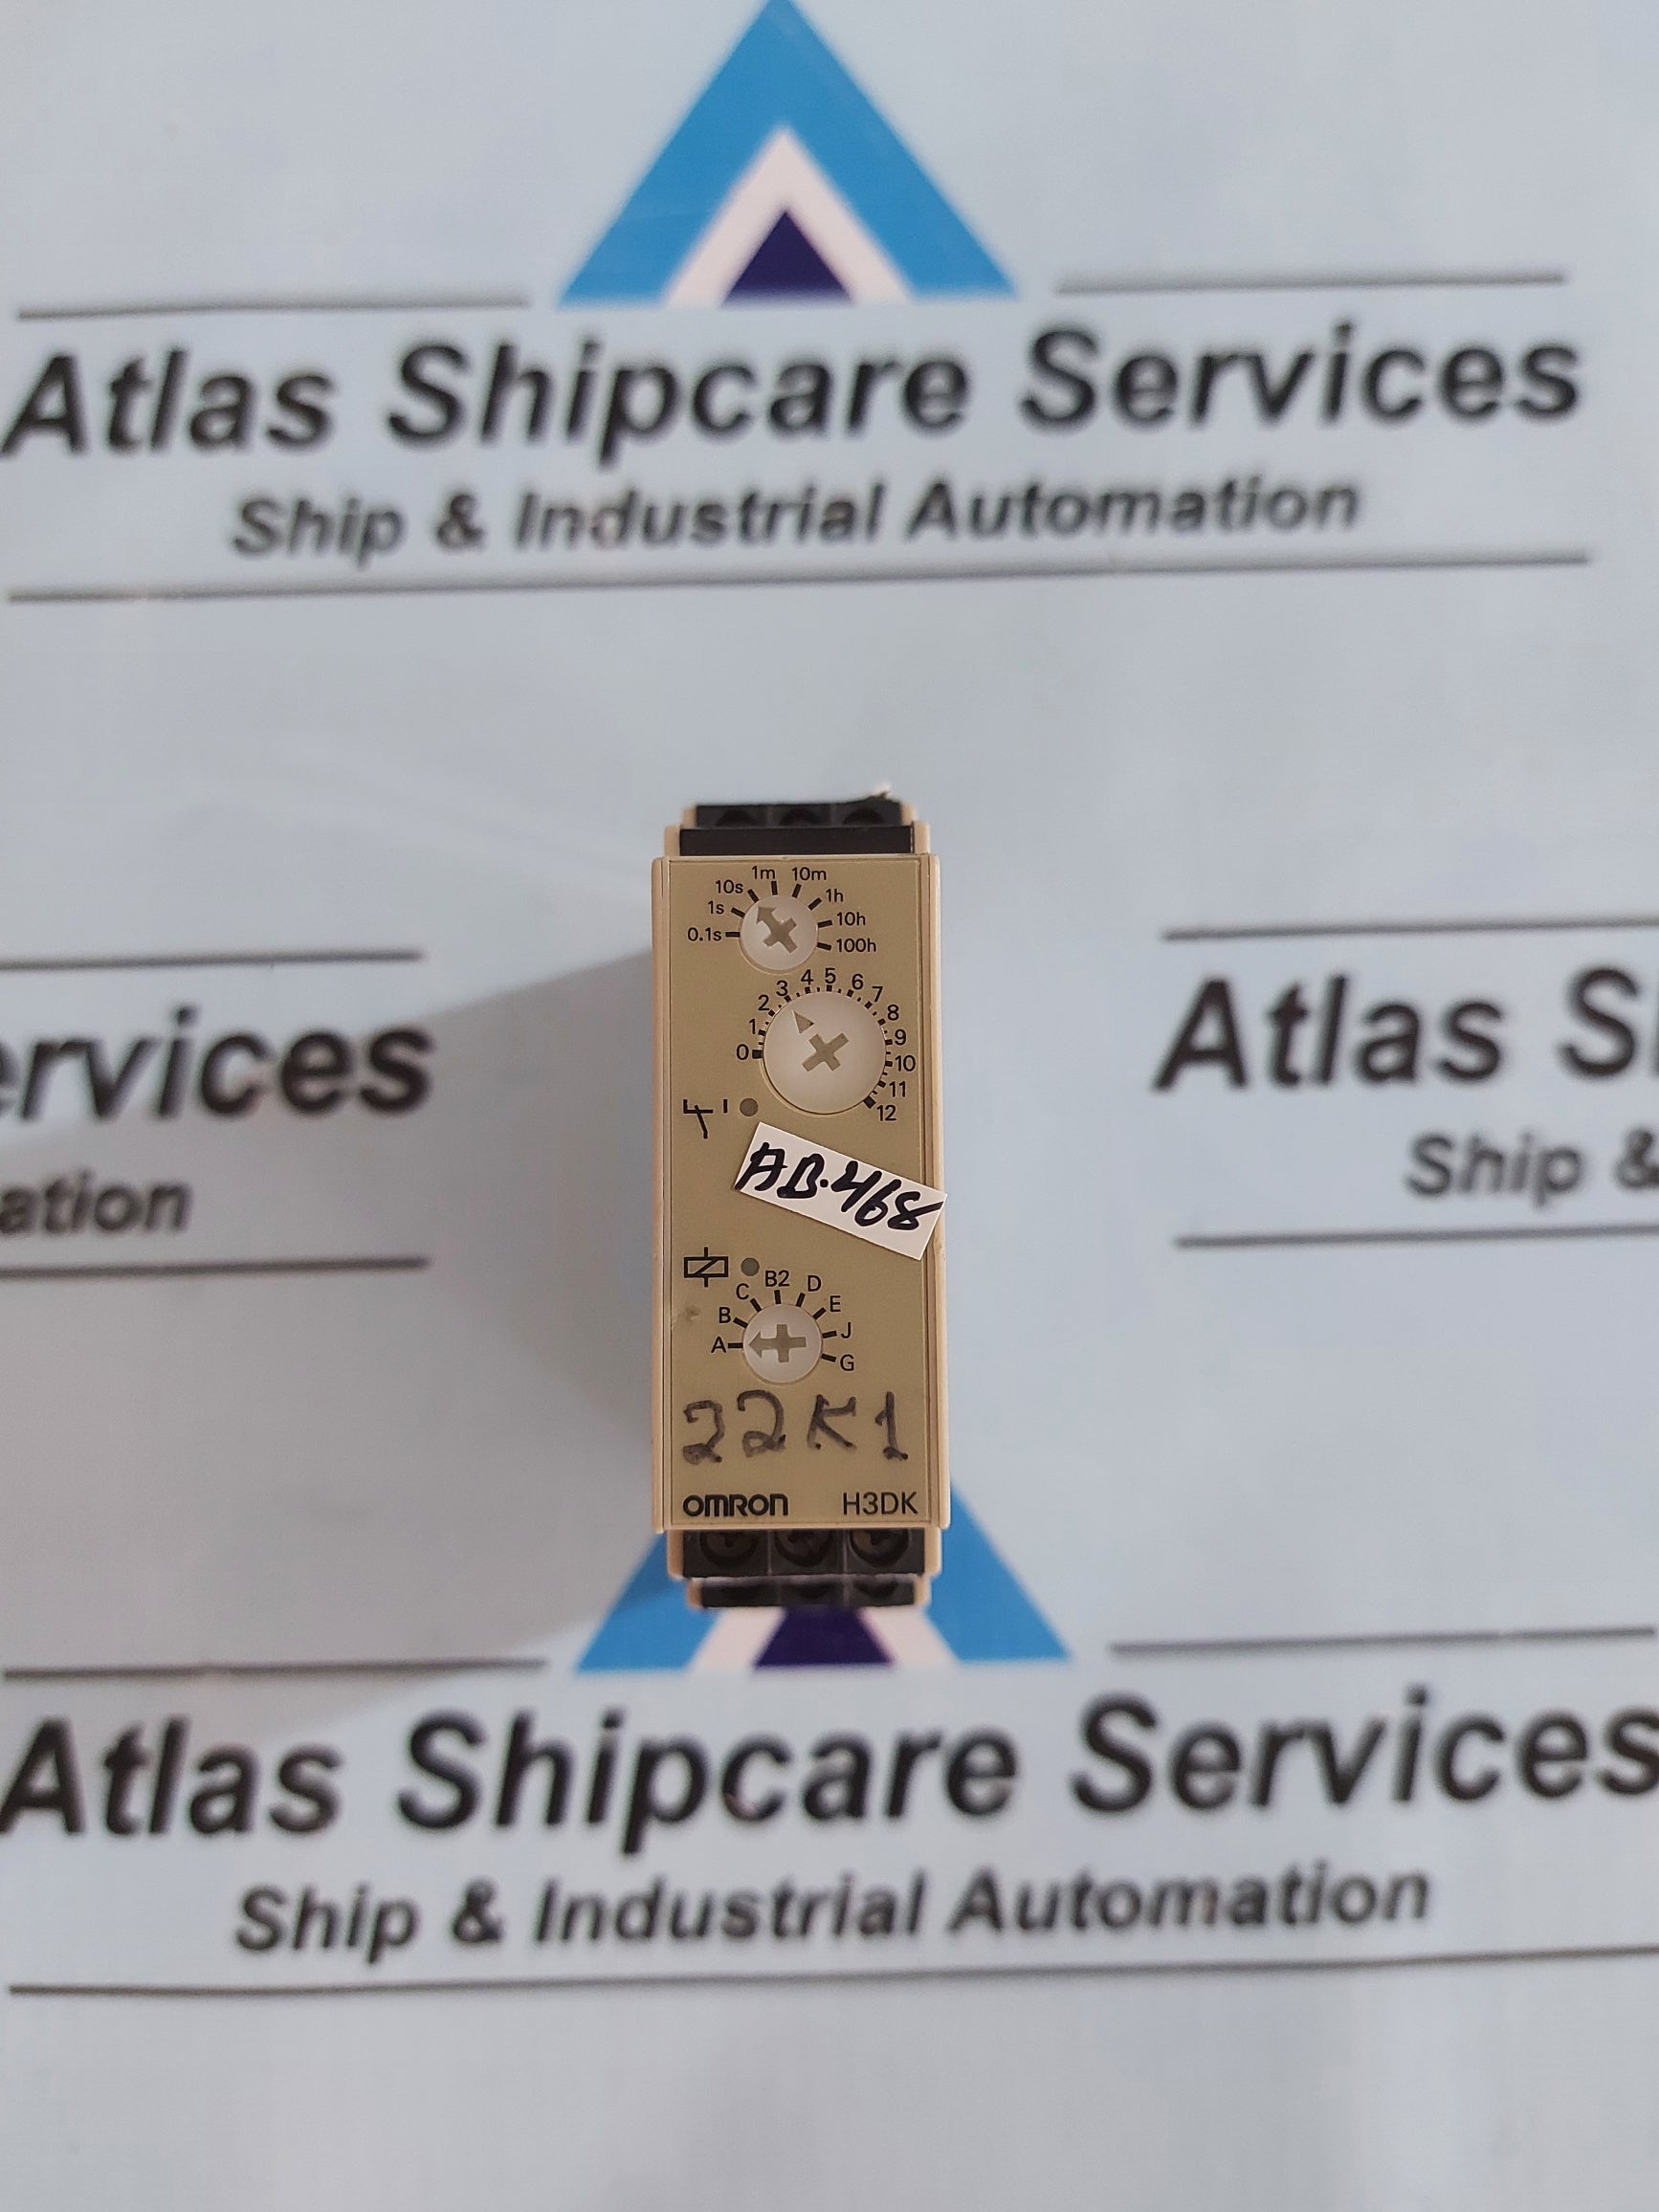 Atlas Shipcare Services
Ship & Industrial Automation
1m 10m
10s 1h
1s 10h
0.1s 100h
0 1 2 3 4 5 6 7 8 9 10 11 12
ervices
ation
Atlas S
Ship &
AB.4168
A B C B2 D E J G
22K1
OMRON H3DK
Atlas Shipcare Services
Ship & Industrial Automation